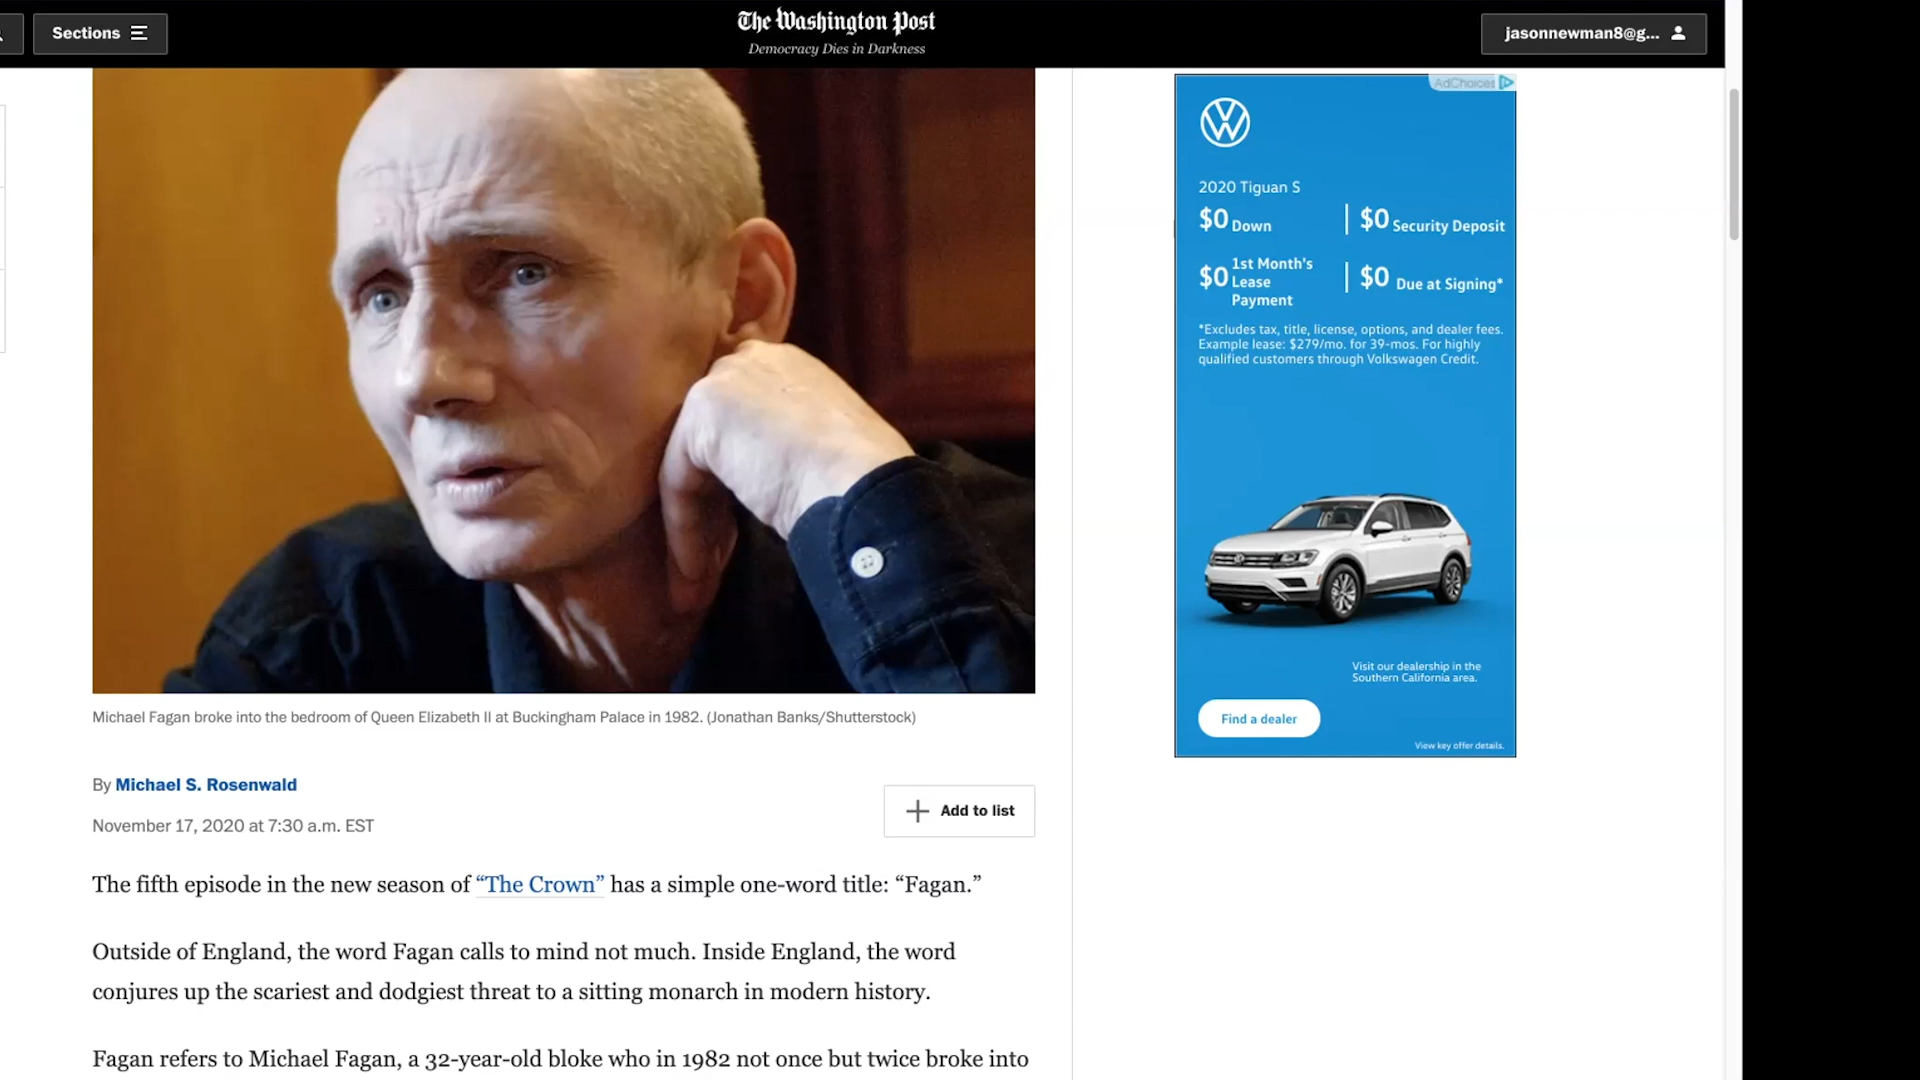 Sections
The Washington Post
Democracy Dies in Darkness
jasonnewman8@g...
AdChoices
2020 Tiguan S
$0 Down
$0 Security Deposit
$0 1st Month's
Lease
Payment
$0 Due at Signing*
*Excludes tax, title, license, options, and dealer fees.
Example lease: $279/mo. for 39-mos. For highly
qualified customers through Volkswagen Credit.
Visit our dealership in the
Southern California area.
Find a dealer
View key offer details.
Michael Fagan broke into the bedroom of Queen Elizabeth II at Buckingham Palace in 1982. (Jonathan Banks/Shutterstock)
By Michael S. Rosenwald
November 17, 2020 at 7:30 a.m. EST
Add to list
The fifth episode in the new season of “The Crown” has a simple one-word title: “Fagan.”
Outside of England, the word Fagan calls to mind not much. Inside England, the word
conjures up the scariest and dodgiest threat to a sitting monarch in modern history.
Fagan refers to Michael Fagan, a 32-year-old bloke who in 1982 not once but twice broke into